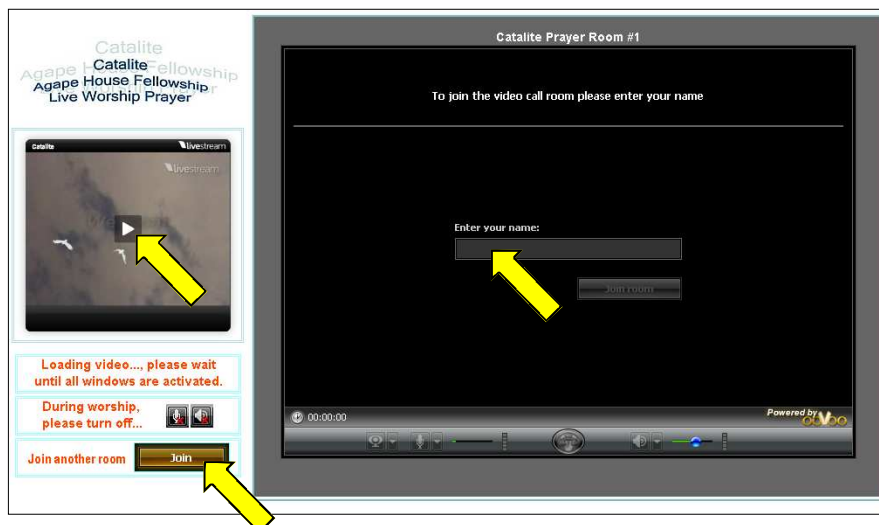 Catalite
Agape House Fellowship
Catalite
Agape House Fellowship
Live Worship Prayer
Catalite
livestream
livestream
Loading video..., please wait
until all windows are activated.
During worship,
please turn off...
Join another room
Join
Catalite Prayer Room #1
To join the video call room please enter your name
Enter your name:
Join room
00:00:00
Powered by
ooVoo